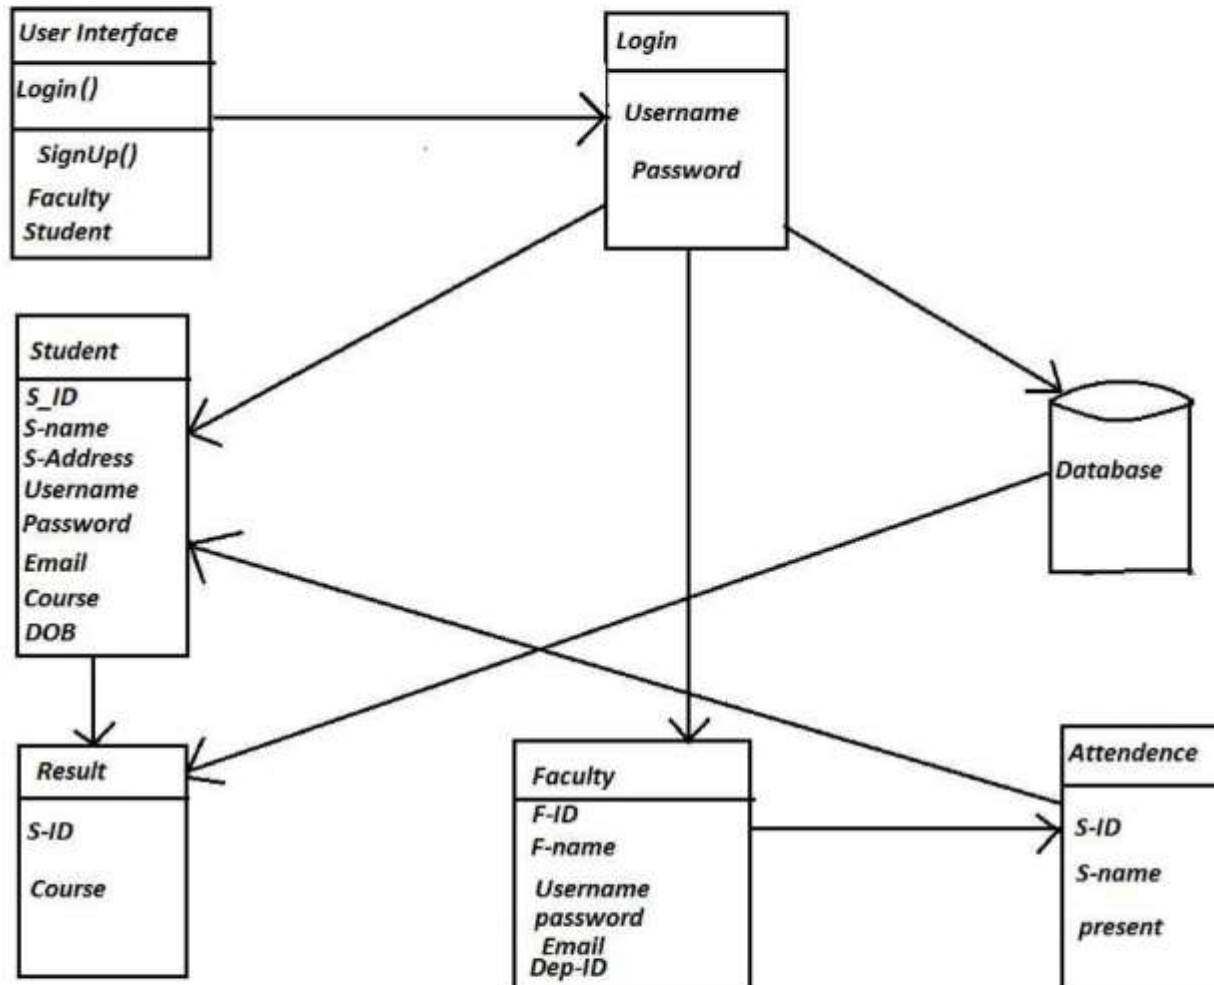 User Interface
Login()
SignUp()
Faculty
Student
Login
Username
Password
Student
S_ID
S-name
S-Address
Username
Password
Email
Course
DOB
Database
Result
S-ID
Course
Faculty
F-ID
F-name
Username
password
Email
Dep-ID
Attendence
S-ID
S-name
present